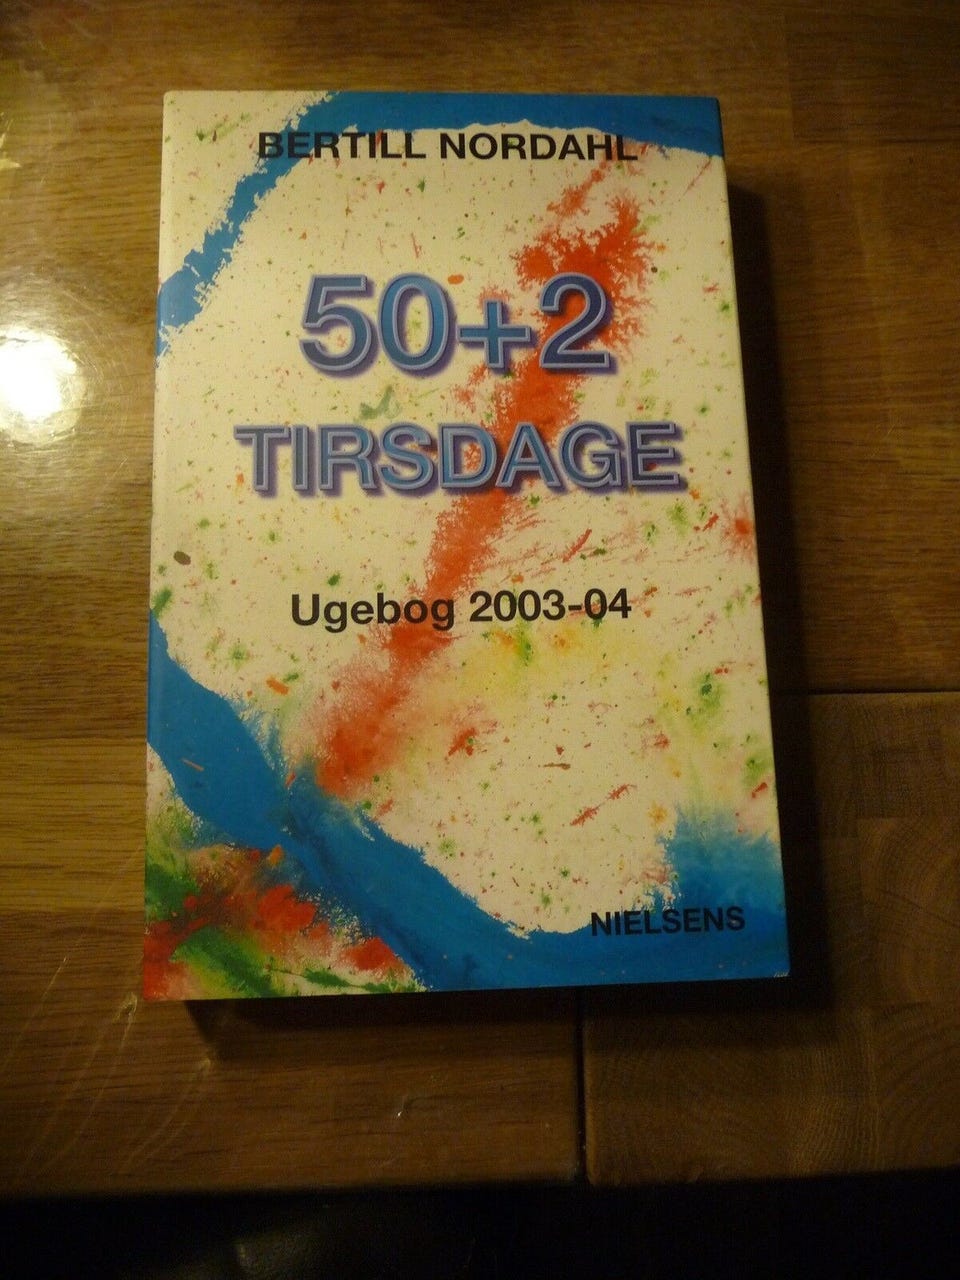 BERTILL NORDAHL
50+2
TIRSDAGE
Ugebog 2003-04
NIELSENS